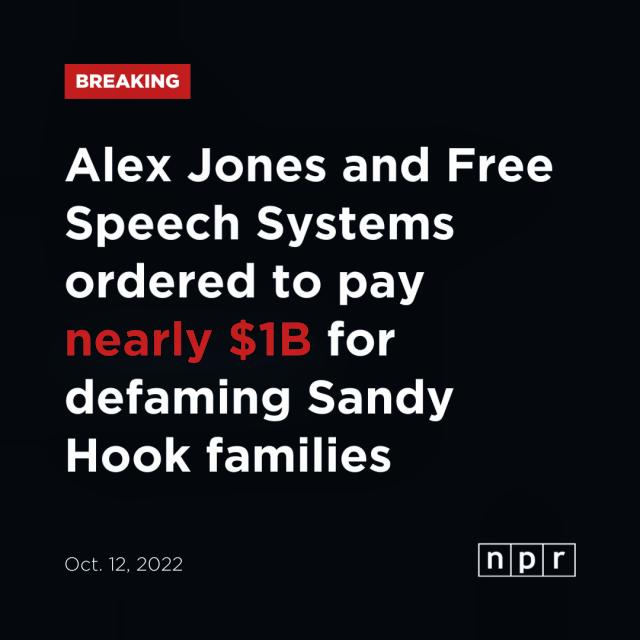 BREAKING
Alex Jones and Free
Speech Systems
ordered to pay
nearly $1B for
defaming Sandy
Hook families
Oct. 12, 2022
npr